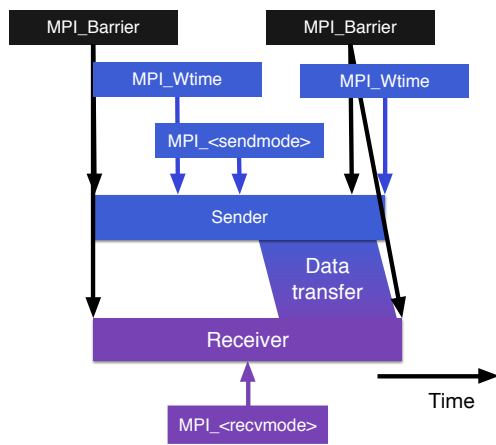 MPI_Barrier
MPI_Barrier
MPI_Wtime
MPI_Wtime
MPI_<sendmode>
Sender
Data
transfer
Receiver
Time
MPI_<recvmode>